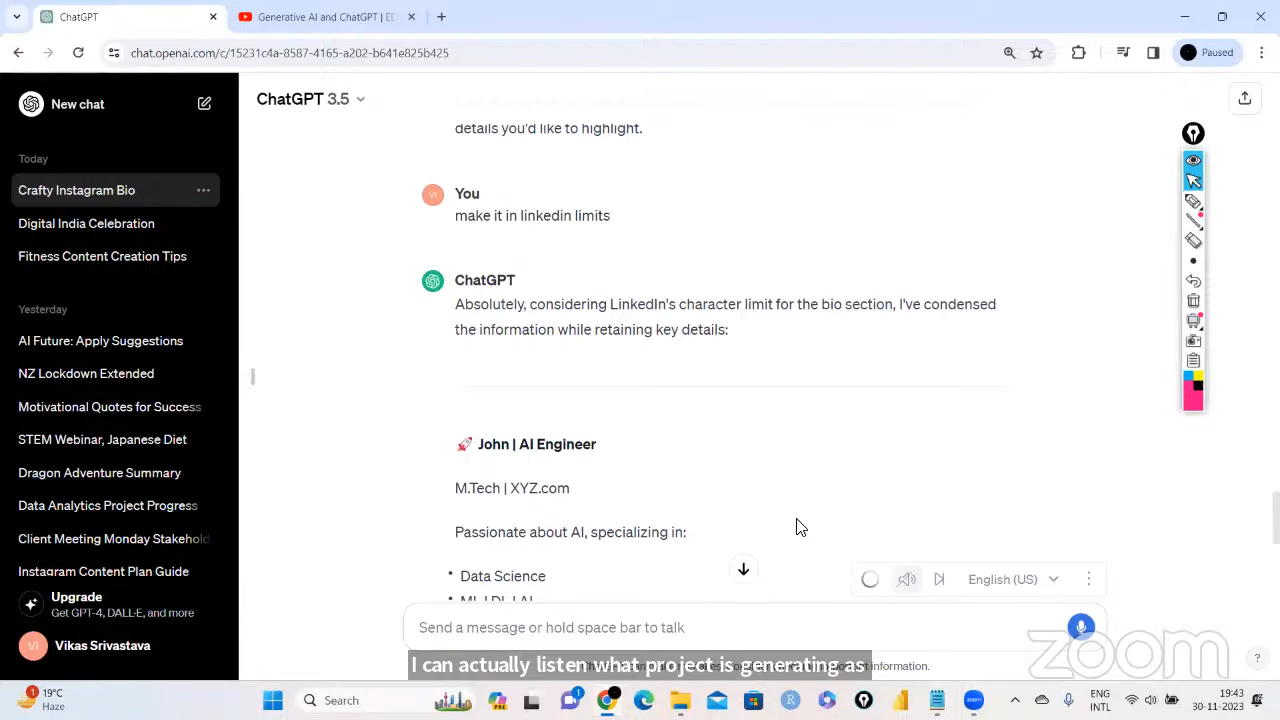 ChatGPT
Generative AI and ChatGPT | ED
chat.openai.com/c/15231c4a-8587-4165-a202-b641e825b425
Paused
New chat
ChatGPT 3.5
Today
Crafty Instagram Bio
Digital India Celebration
Fitness Content Creation Tips
Yesterday
AI Future: Apply Suggestions
NZ Lockdown Extended
Motivational Quotes for Success
STEM Webinar, Japanese Diet
Dragon Adventure Summary
Data Analytics Project Progress
Client Meeting Monday Stakehold
Instagram Content Plan Guide
Upgrade
Get GPT-4, DALL·E, and more
VI
Vikas Srivastava
details you'd like to highlight.
VI
You
make it in linkedin limits
ChatGPT
Absolutely, considering LinkedIn's character limit for the bio section, I've condensed
the information while retaining key details:
🚀 John | AI Engineer
M.Tech | XYZ.com
Passionate about AI, specializing in:
• Data Science
• ML | DL | AI
English (US)
Send a message or hold space bar to talk
I can actually listen what project is generating as
information.
zoom
?
19°C
Haze
Search
1
ENG
INTL
19:43
30-11-2023